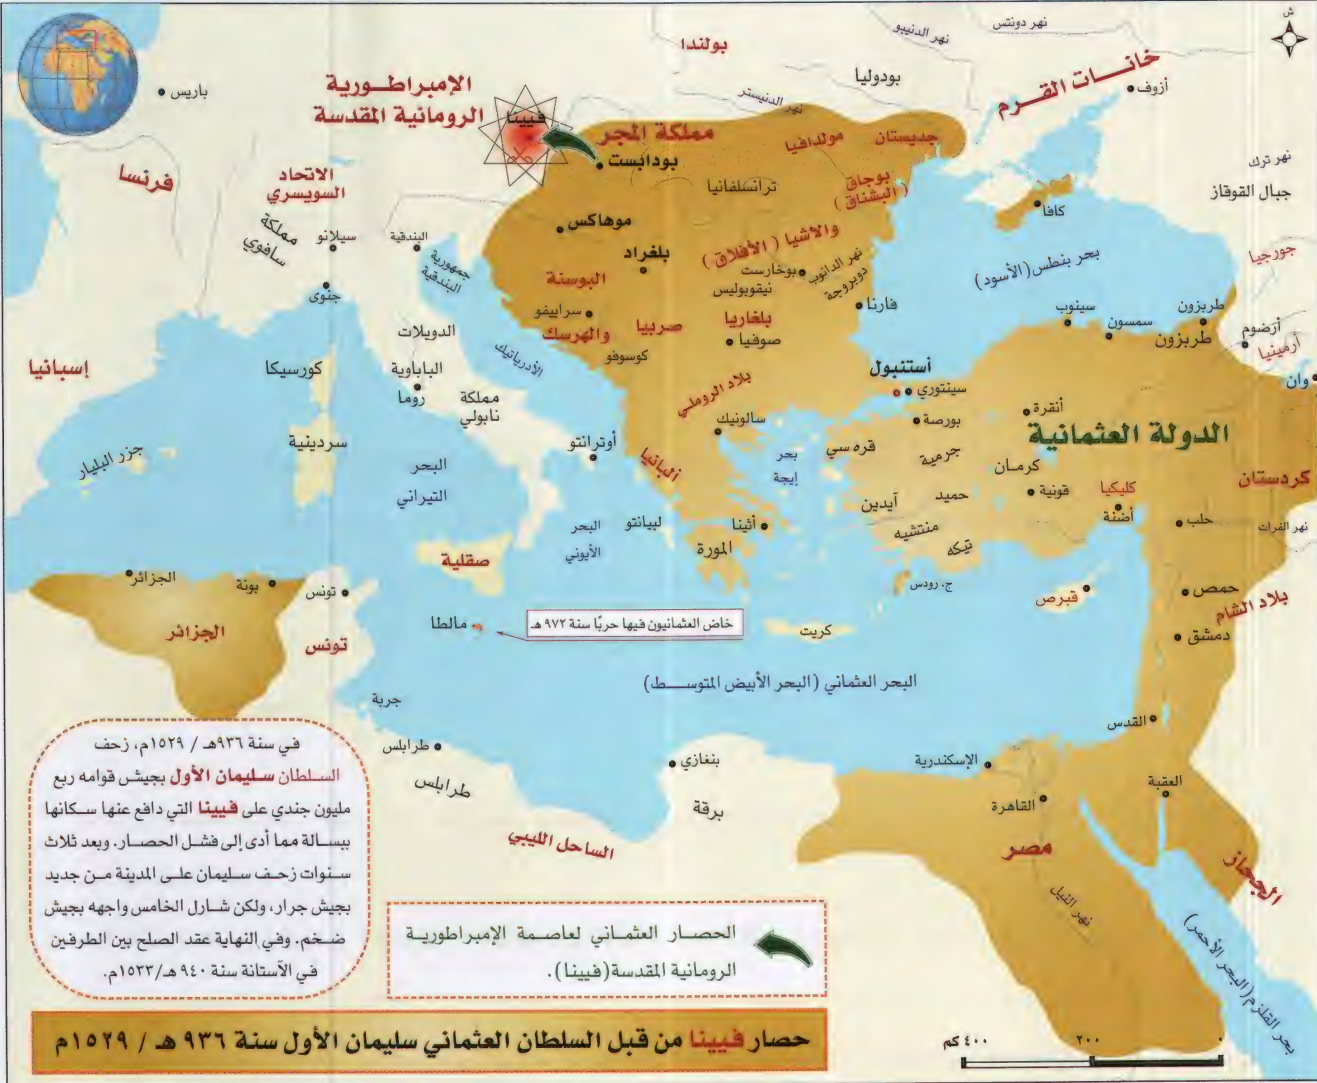 ش
نهر دونتس
نهر الدنيبو
بولندا
خانات القرم
أزوف
بودوليا
نهر الدنيستر
باريس
الإمبراطورية
الرومانية المقدسة
فيينا
مملكة المجر
بودابست
مولدافيا
جديستان
بوجاق
(البشناق)
ترانسلفانيا
نهر ترك
جبال القوقاز
كافا
فرنسا
الاتحاد
السويسري
مملكة
سافوي
سيلانو
البندقية
جمهورية
البندقية
جنوى
موهاكس
بلغراد
والاشيا (الأفلاق)
بوخارست
نهر الدانوب
دوبروجة
نيقوبوليس
البوسنة
سراييفو
والهرسك
صربيا
بلغاريا
صوفيا
كوسوفو
فارنا
بحر بنطس(الأسود)
جورجيا
سينوب
سمسون
طربزون
طربزون
أرضوم
أرمينيا
وان
إسبانيا
كورسيكا
الدويلات
الباباوية
روما
مملكة
نابولي
الأدرياتيك
بلاد الروملي
أستنبول
سينتوري
بورصة
أنقرة
الدولة العثمانية
سالونيك
قره سي
جرمية
كرمان
قونية
كليكيا
أضنة
كردستان
جزر البليار
سردينية
البحر
التيراني
أوترانتو
ألبانيا
بحر
إيجة
آيدين
حميد
منتشيه
تيكه
حلب
نهر الفرات
البحر
الأيوني
لبيانتو
أثينا
المورة
صقلية
ج. رودس
قبرص
حمص
بلاد الشام
دمشق
الجزائر
بونة
الجزائر
تونس
تونس
مالطا
خاض العثمانيون فيها حربًا سنة ٩٧٢ هـ
كريت
البحر العثماني (البحر الأبيض المتوسط)
جربة
طرابلس
طرابلس
بنغازي
برقة
الساحل الليبي
القدس
الإسكندرية
القاهرة
العقبة
مصر
نهر النيل
الحجاز
بحر القلزم(البحر الأحمر)
في سنة ٩٣٦هـ / ١٥٢٩م، زحف
السلطان سليمان الأول بجيش قوامه ربع
مليون جندي على فيينا التي دافع عنها سكانها
ببسالة مما أدى إلى فشل الحصار. وبعد ثلاث
سنوات زحف سليمان على المدينة من جديد
بجيش جرار، ولكن شارل الخامس واجهه بجيش
ضخم. وفي النهاية عقد الصلح بين الطرفين
في الآستانة سنة ٩٤٠ هـ/١٥٣٣م.
الحصار العثماني لعاصمة الإمبراطورية
الرومانية المقدسة(فيينا).
حصار فيينا من قبل السلطان العثماني سليمان الأول سنة ٩٣٦ هـ / ١٥٢٩م
٠ ٢٠٠ ٤٠٠ كم